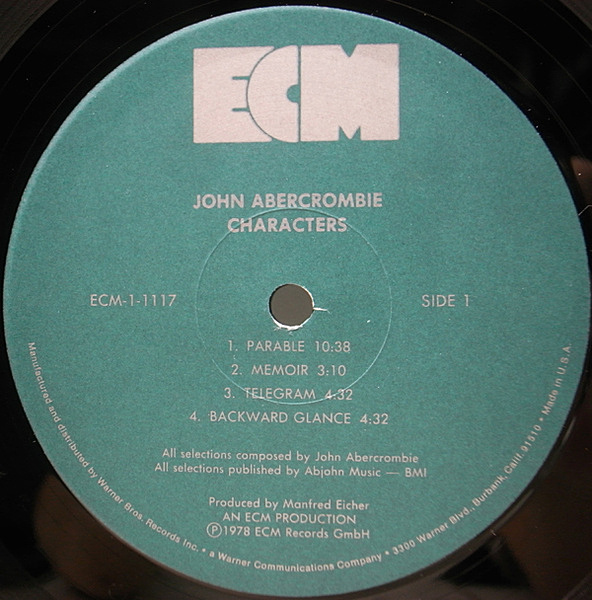 ECM
JOHN ABERCROMBIE
CHARACTERS
ECM-1-1117
SIDE 1
1. PARABLE 10:38
2. MEMOIR 3:10
3. TELEGRAM 4:32
4. BACKWARD GLANCE 4:32
All selections composed by John Abercrombie
All selections published by Abjohn Music — BMI
Produced by Manfred Eicher
AN ECM PRODUCTION
Ⓟ1978 ECM Records GmbH
Manufactured and distributed by Warner Bros. Records Inc. • a Warner Communications Company • 3300 Warner Blvd., Burbank, Calif. 91510 • Made in U.S.A.